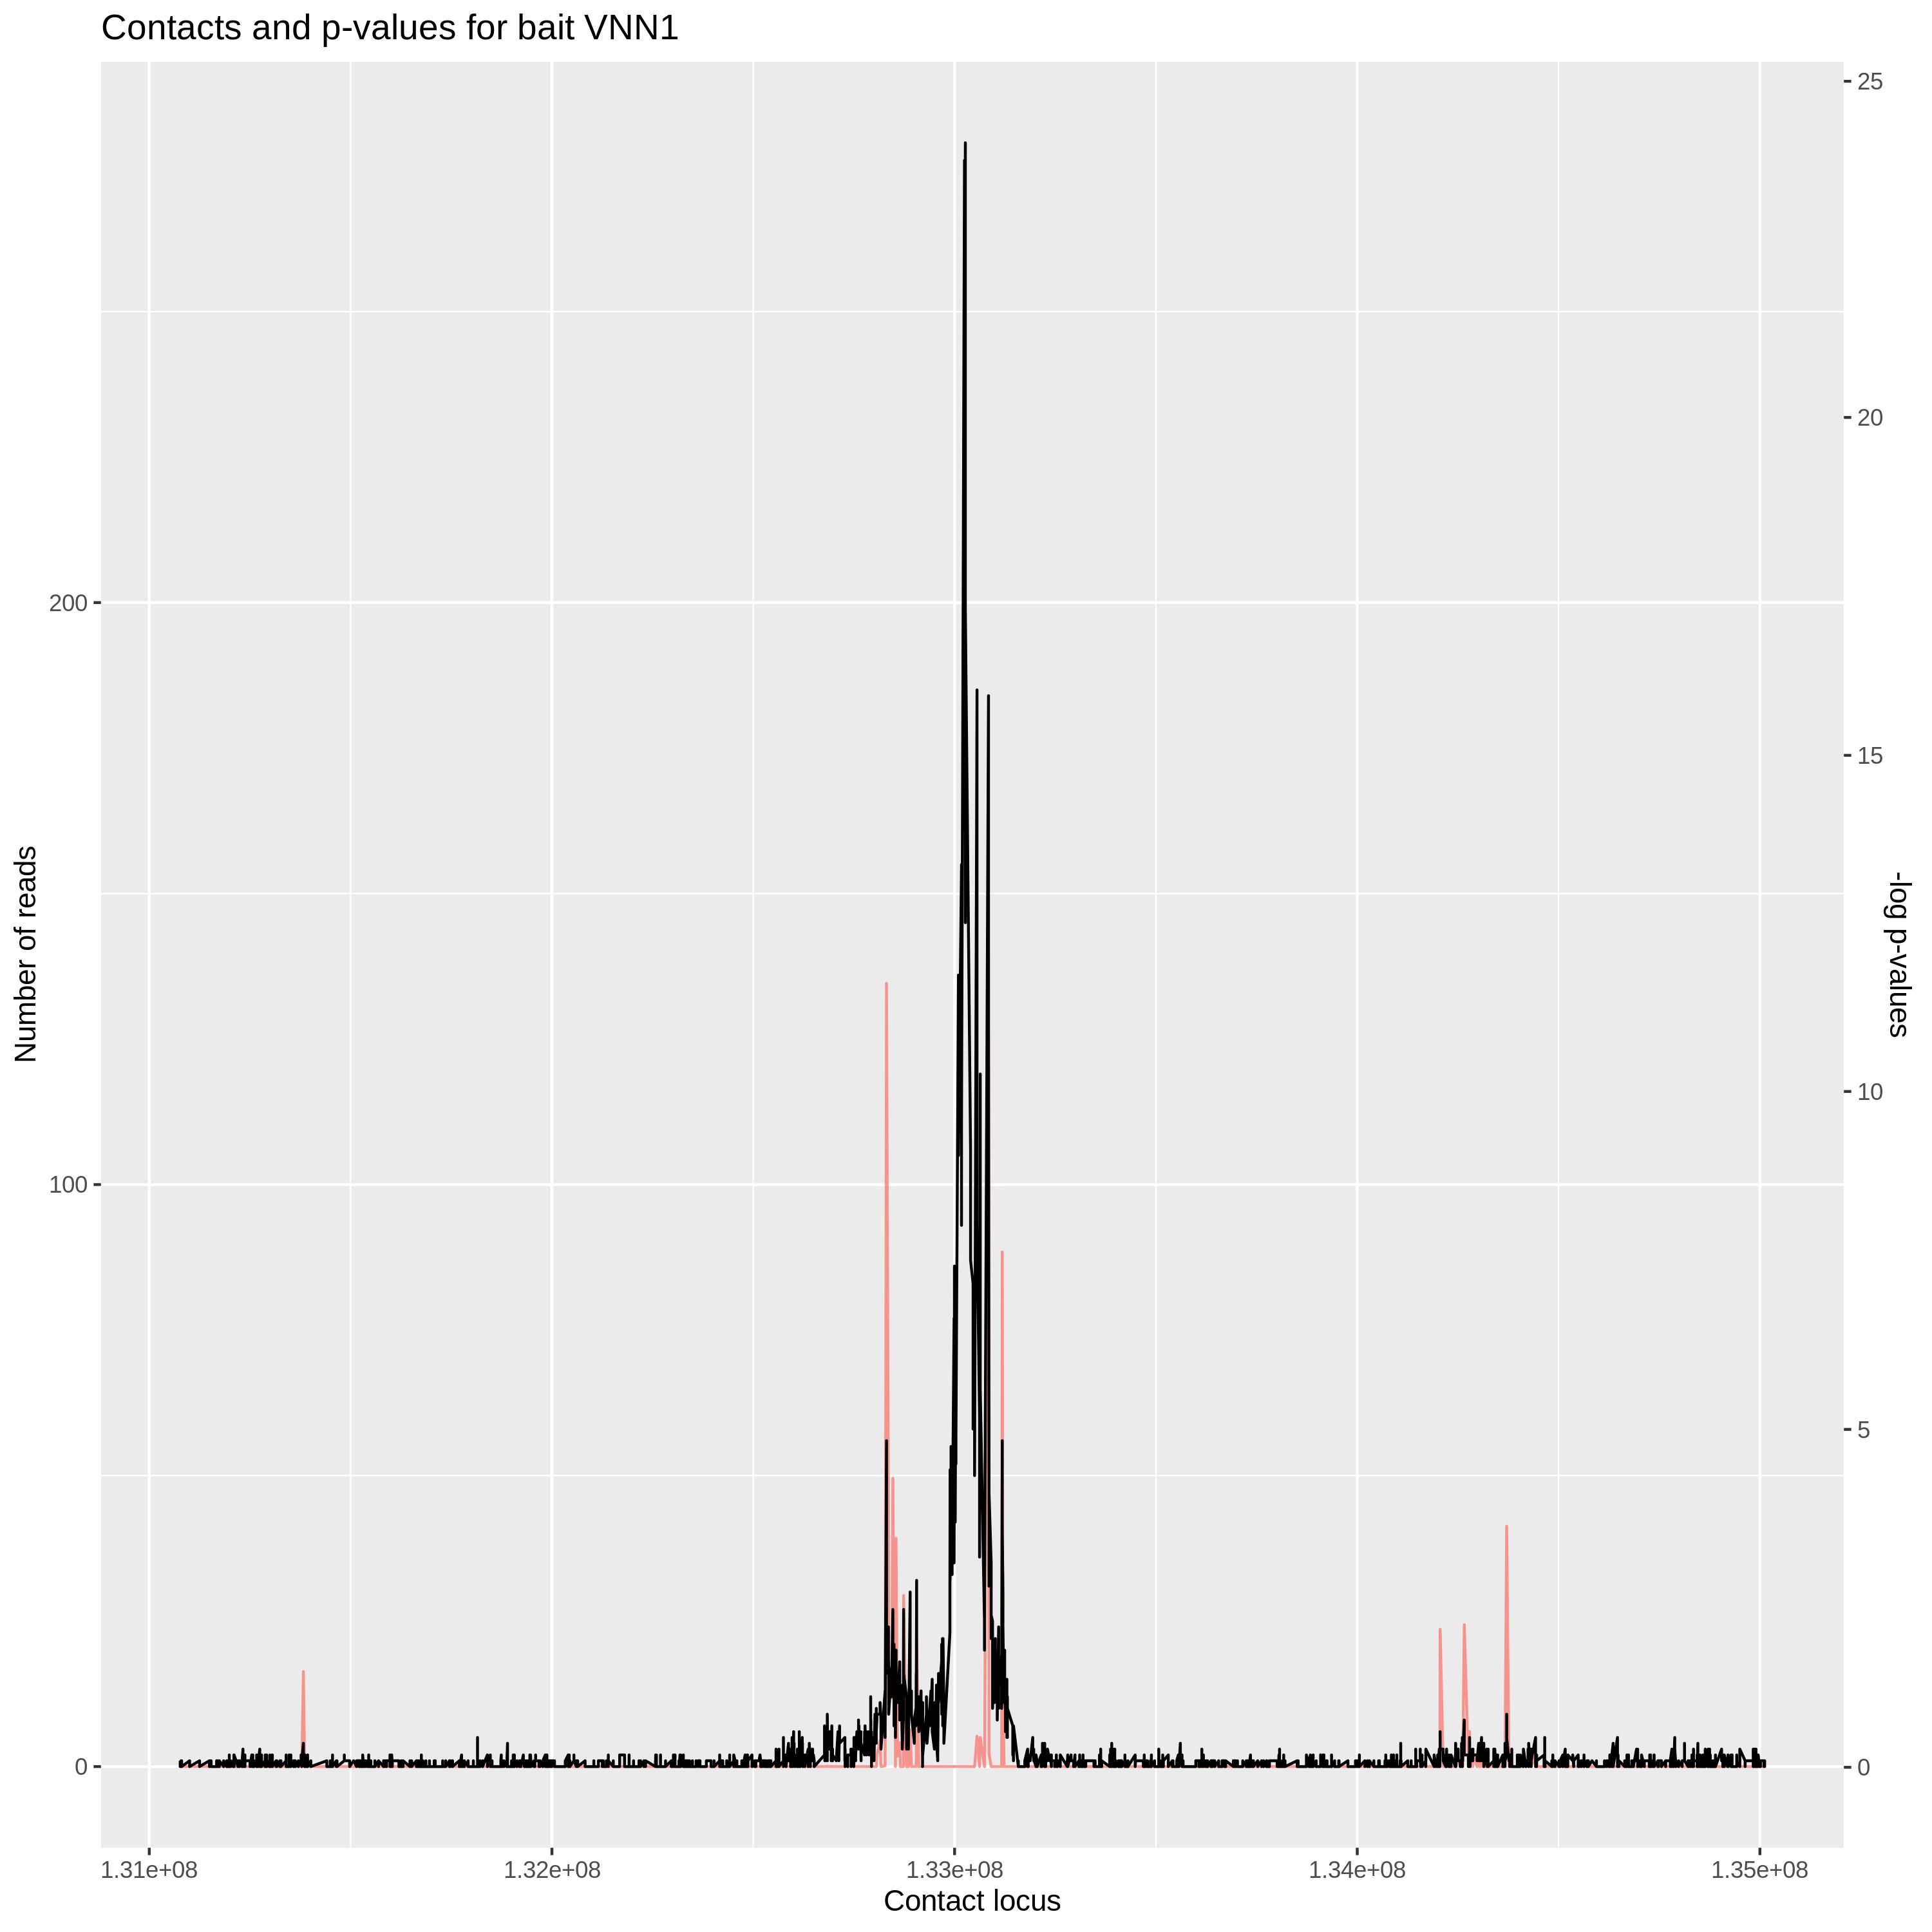 Contacts and p-values for bait VNN1
25
20
200
15
Number of reads
-log p-values
10
100
5
0
0
1.31e+08
1.32e+08
1.33e+08
1.34e+08
1.35e+08
Contact locus